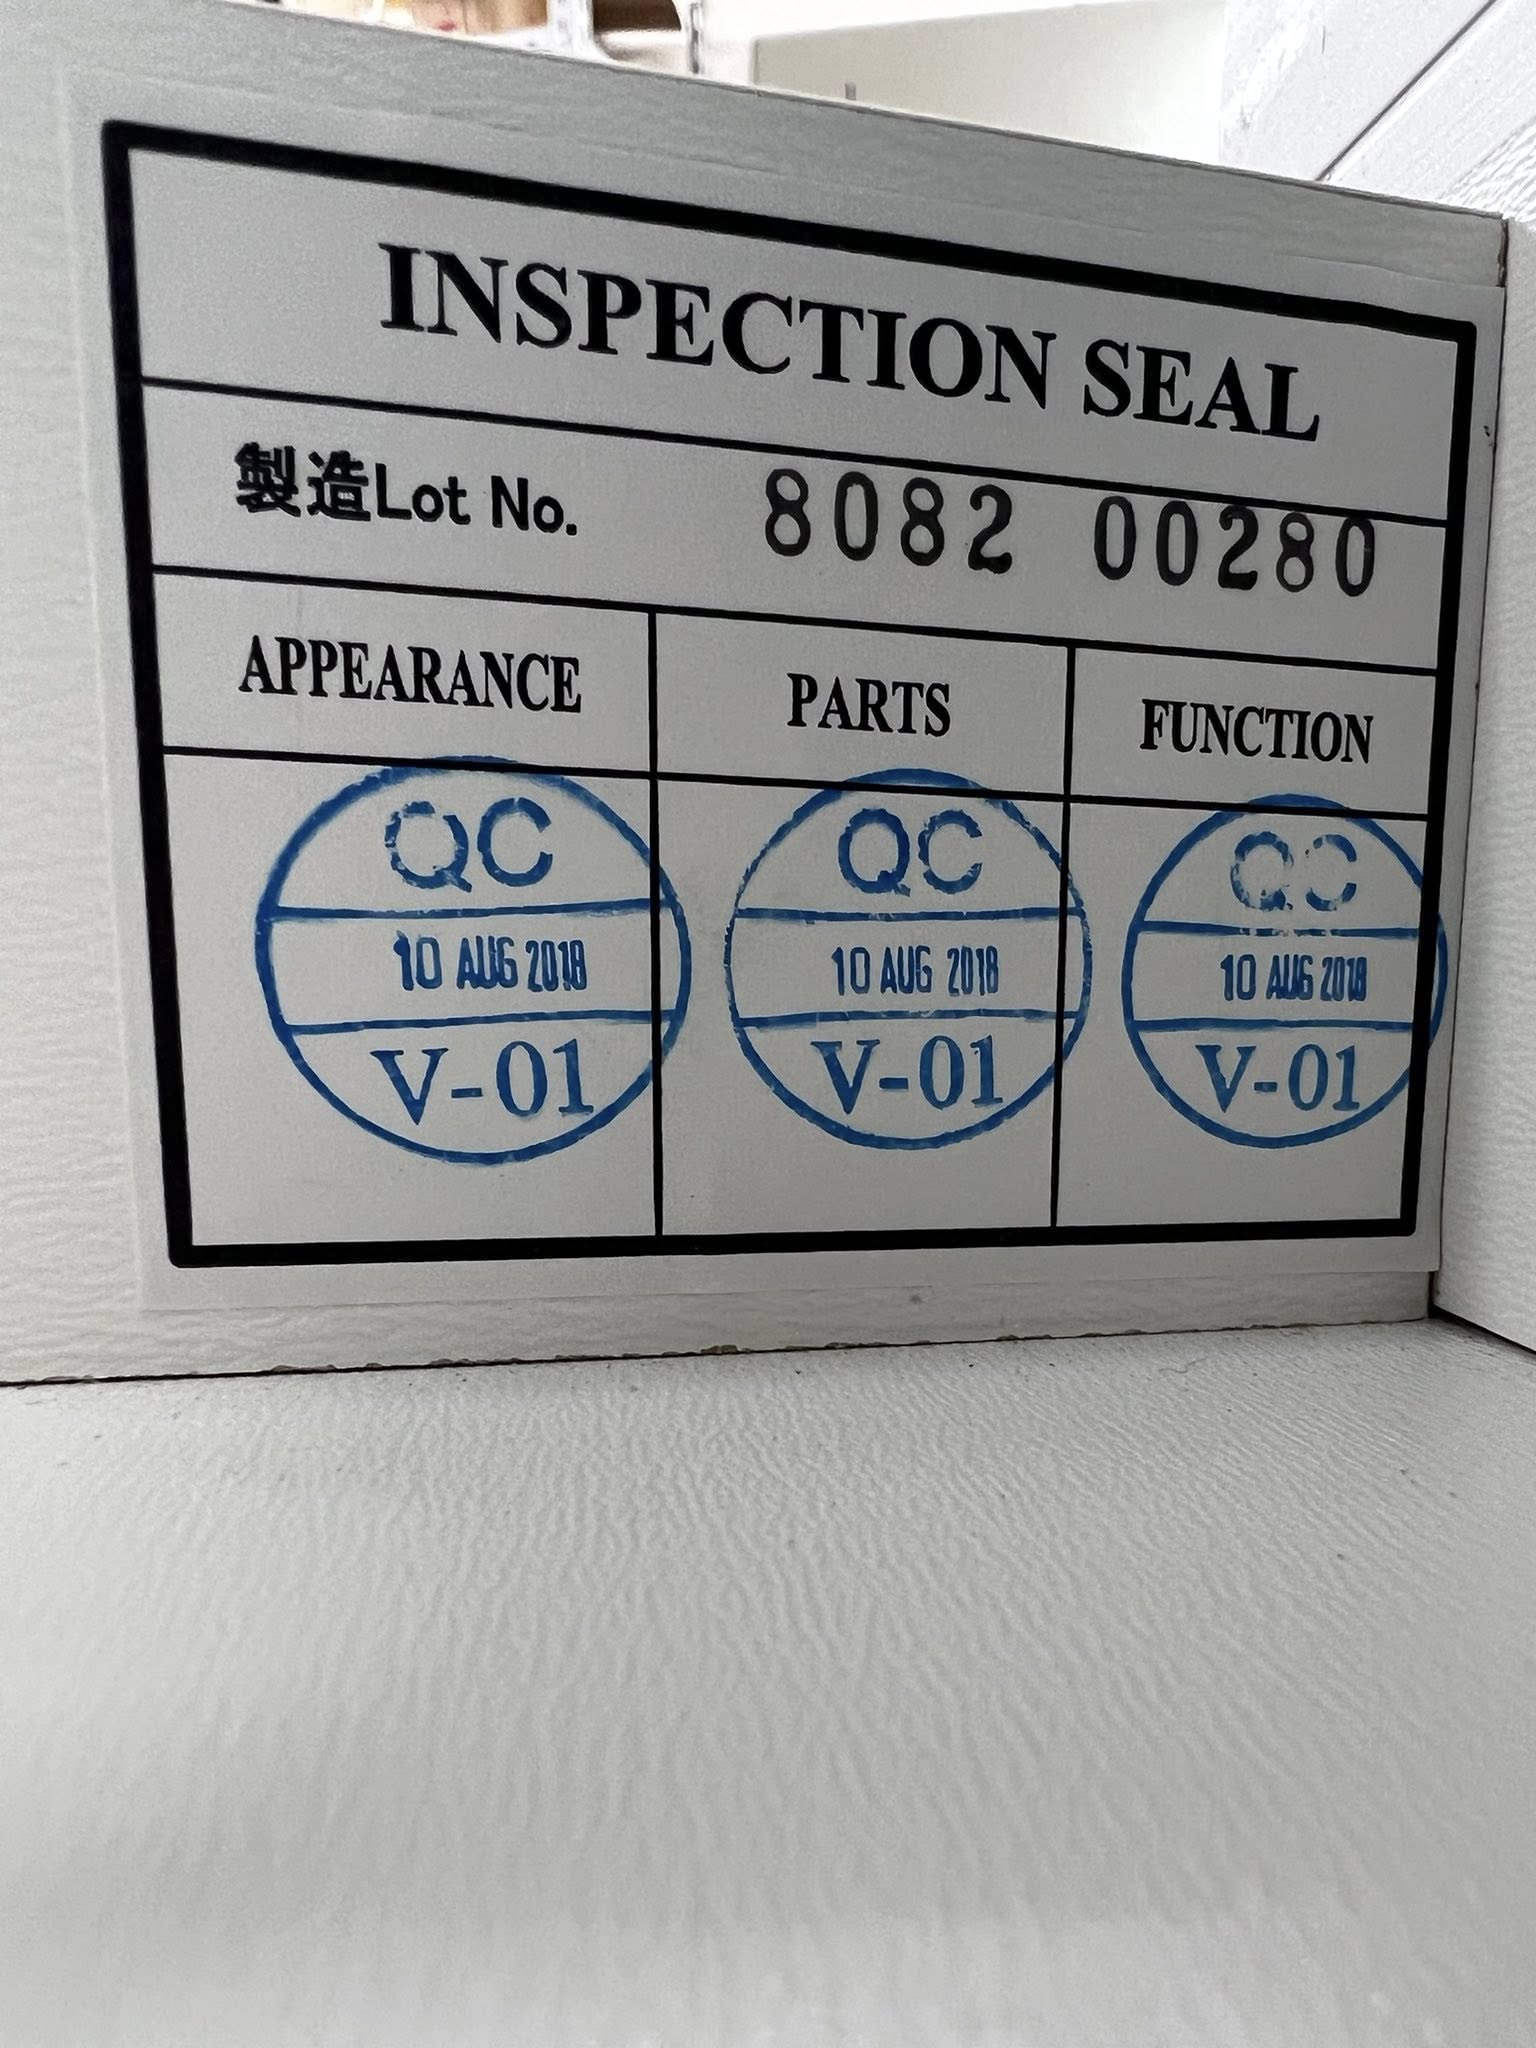 INSPECTION SEAL
製造Lot No. 8082 00280
APPEARANCE PARTS FUNCTION
QC QC QC
10 AUG 2018 10 AUG 2018 10 AUG 2018
V-01 V-01 V-01